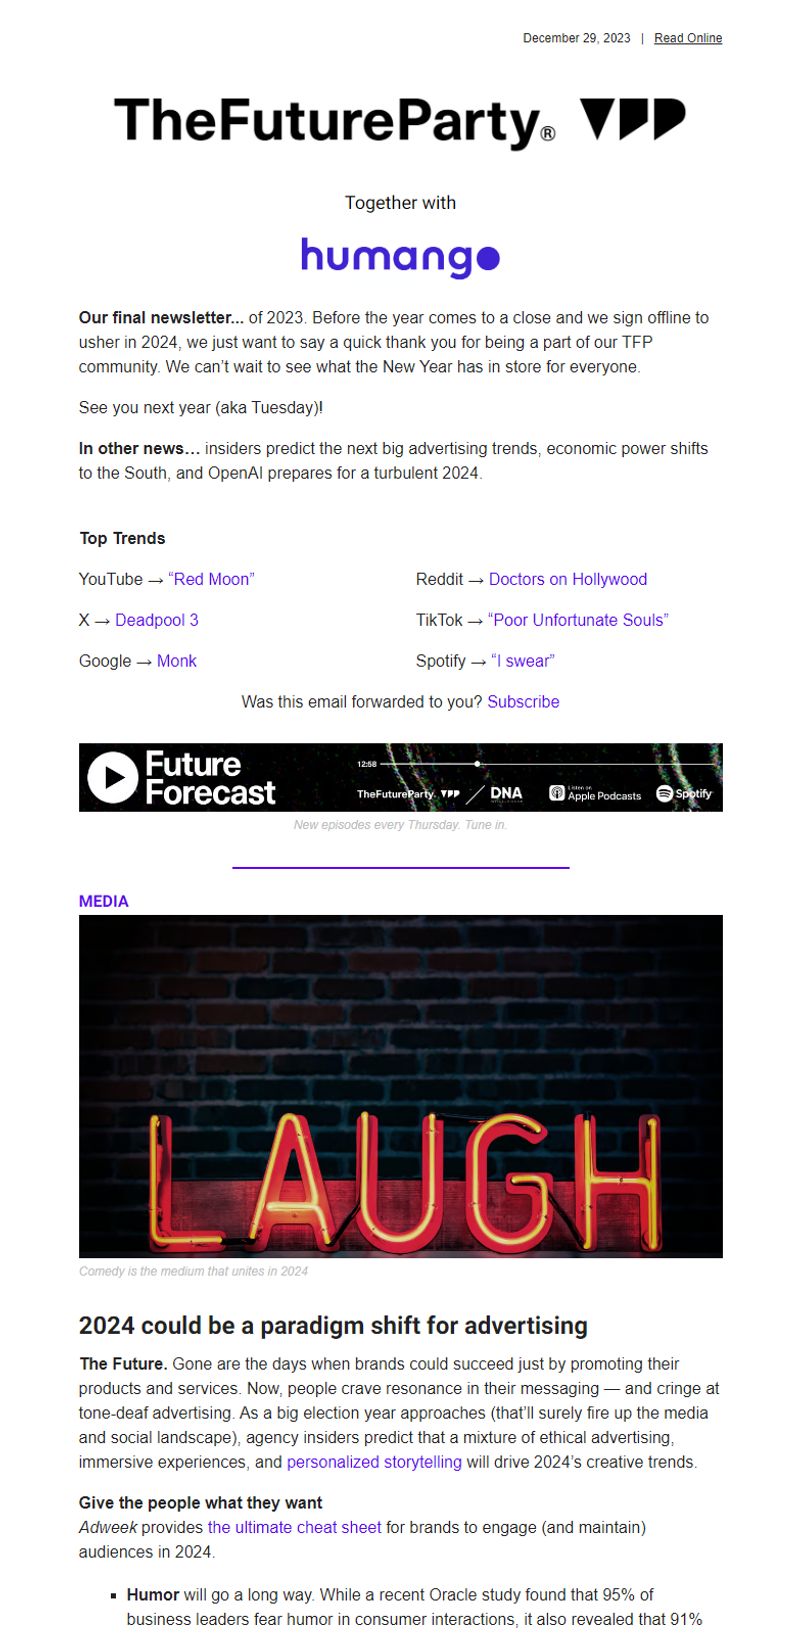 December 29, 2023 | Read Online
TheFutureParty®
Together with
humango
Our final newsletter... of 2023. Before the year comes to a close and we sign offline to
usher in 2024, we just want to say a quick thank you for being a part of our TFP
community. We can’t wait to see what the New Year has in store for everyone.
See you next year (aka Tuesday)!
In other news… insiders predict the next big advertising trends, economic power shifts
to the South, and OpenAI prepares for a turbulent 2024.
Top Trends
YouTube → “Red Moon”
Reddit → Doctors on Hollywood
X → Deadpool 3
TikTok → “Poor Unfortunate Souls”
Google → Monk
Spotify → “I swear”
Was this email forwarded to you? Subscribe
Future
Forecast
12:58
TheFutureParty. / DNA
Listen on
Apple Podcasts
Spotify
New episodes every Thursday. Tune in.
MEDIA
LAUGH
Comedy is the medium that unites in 2024
2024 could be a paradigm shift for advertising
The Future. Gone are the days when brands could succeed just by promoting their
products and services. Now, people crave resonance in their messaging — and cringe at
tone-deaf advertising. As a big election year approaches (that’ll surely fire up the media
and social landscape), agency insiders predict that a mixture of ethical advertising,
immersive experiences, and personalized storytelling will drive 2024’s creative trends.
Give the people what they want
Adweek provides the ultimate cheat sheet for brands to engage (and maintain)
audiences in 2024.
▪ Humor will go a long way. While a recent Oracle study found that 95% of
business leaders fear humor in consumer interactions, it also revealed that 91%